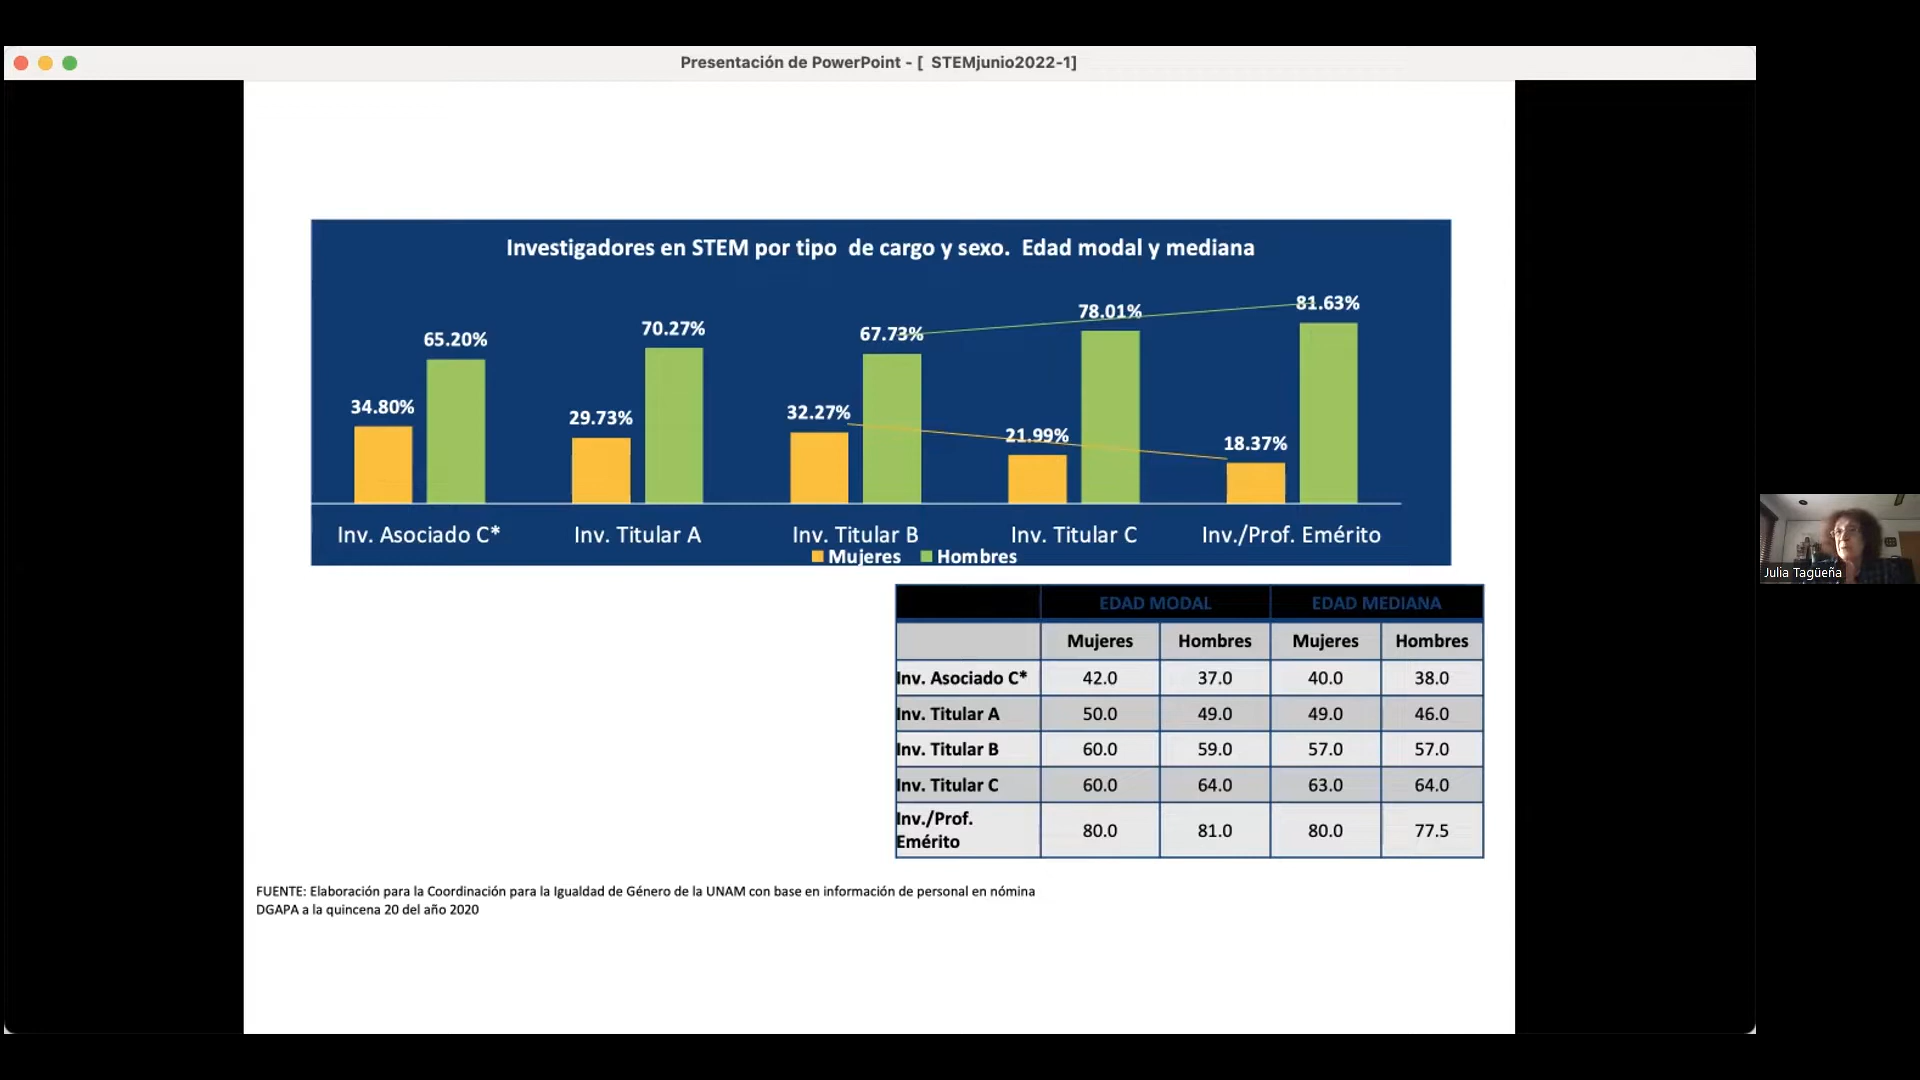 Presentación de PowerPoint - [ STEMjunio2022-1]
Investigadores en STEM por tipo de cargo y sexo. Edad modal y mediana
65.20% 70.27% 67.73% 78.01% 81.63%
34.80% 29.73% 32.27% 21.99% 18.37%
Inv. Asociado C* Inv. Titular A Inv. Titular B Inv. Titular C Inv./Prof. Emérito
Mujeres Hombres
EDAD MODAL EDAD MEDIANA
Mujeres Hombres Mujeres Hombres
Inv. Asociado C* 42.0 37.0 40.0 38.0
Inv. Titular A 50.0 49.0 49.0 46.0
Inv. Titular B 60.0 59.0 57.0 57.0
Inv. Titular C 60.0 64.0 63.0 64.0
Inv./Prof.
Emérito 80.0 81.0 80.0 77.5
FUENTE: Elaboración para la Coordinación para la Igualdad de Género de la UNAM con base en información de personal en nómina
DGAPA a la quincena 20 del año 2020
Julia Tagüeña